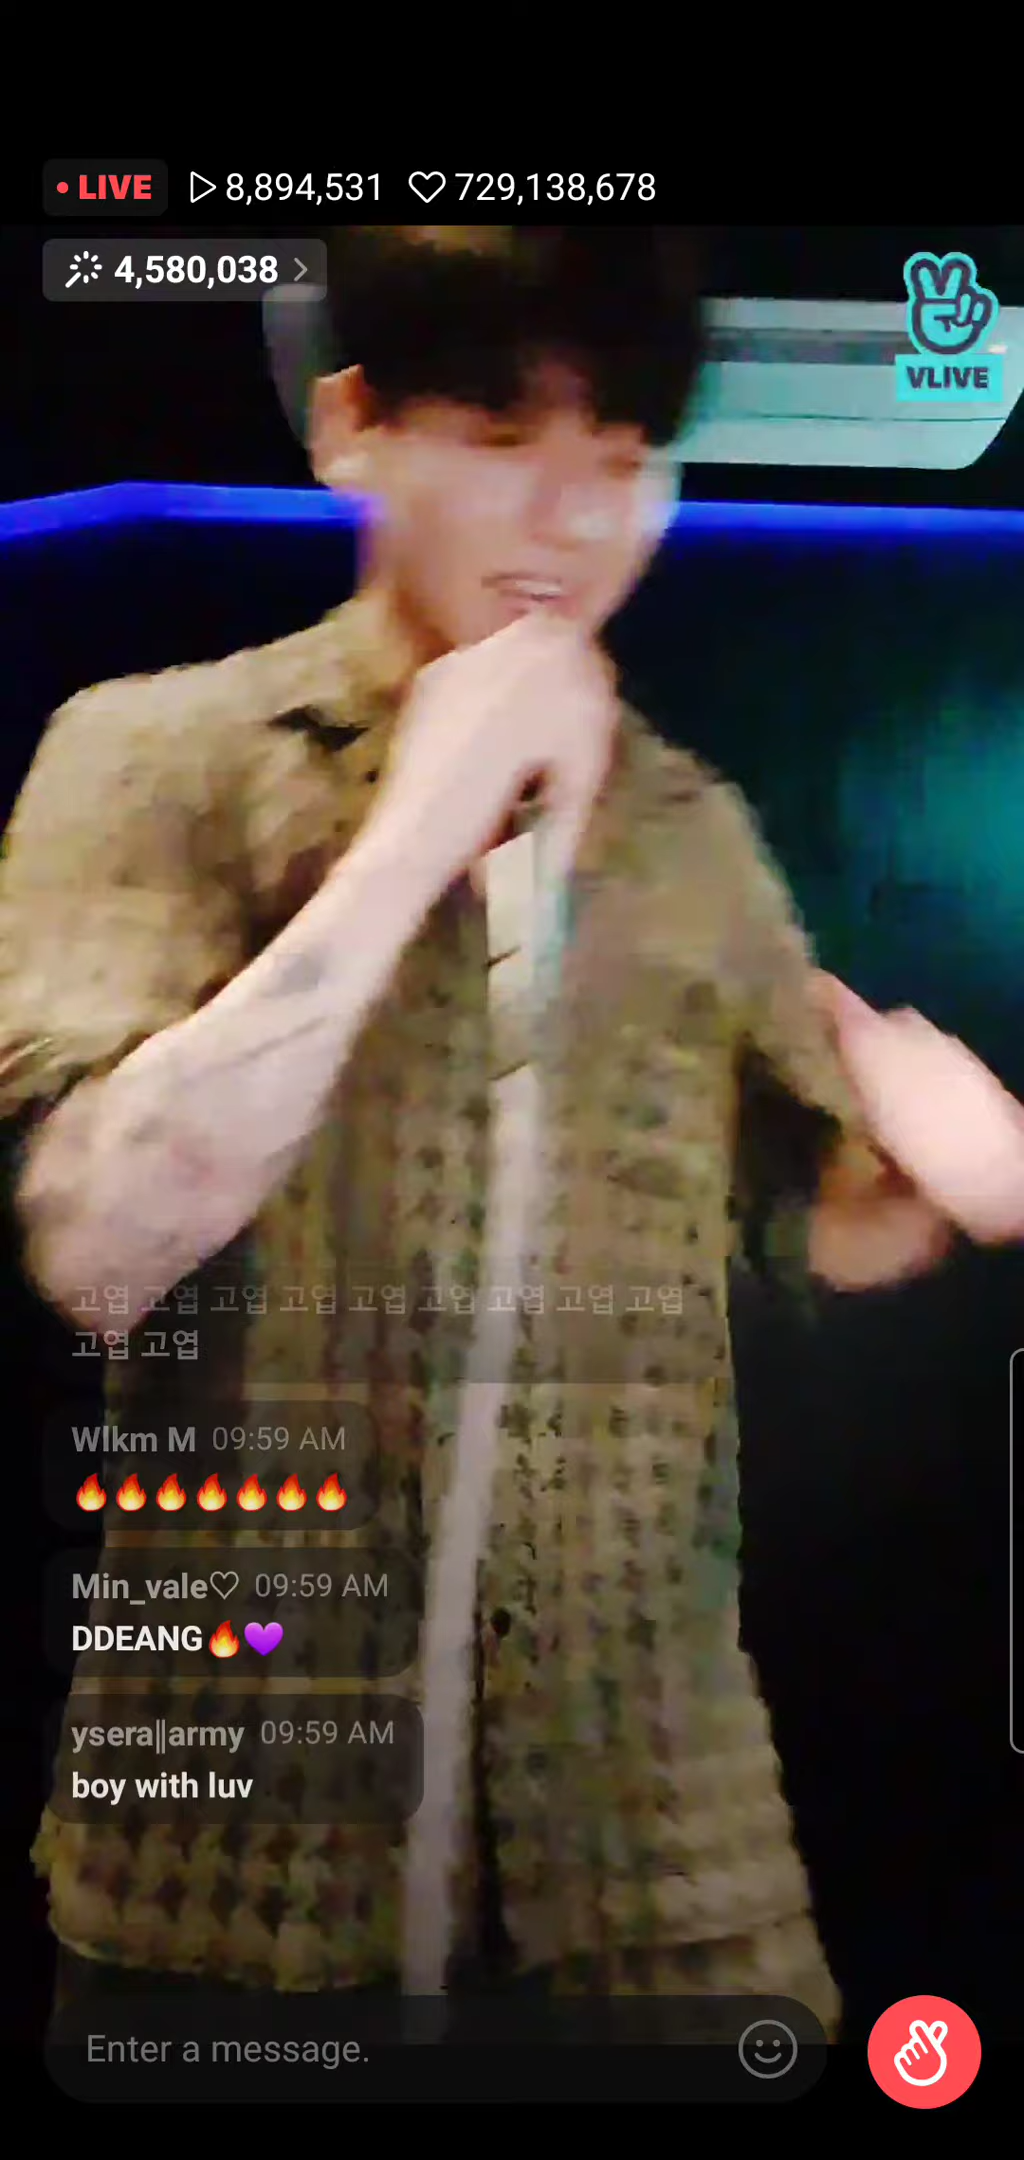 LIVE 8,894,531 729,138,678
4,580,038
VLIVE
고엽 고엽 고엽 고엽 고엽 고엽 고엽 고엽 고엽
고엽 고엽
Wlkm M 09:59 AM
🔥🔥🔥🔥🔥🔥🔥
Min_vale♡ 09:59 AM
DDEANG🔥💜
ysera||army 09:59 AM
boy with luv
Enter a message.